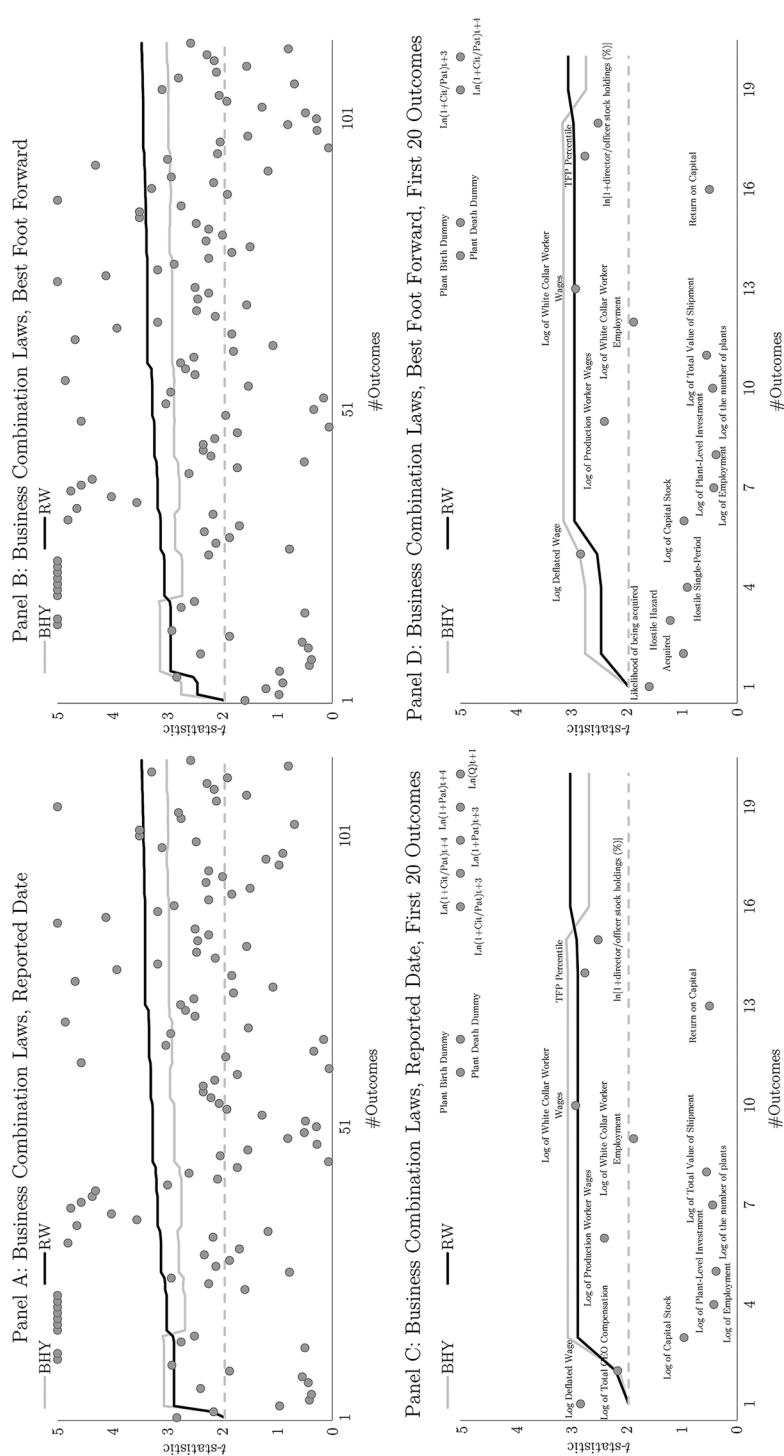 Panel A: Business Combination Laws, Reported Date
BHY RW
5
4
3
2
1
0
t-statistic
1 51 101
#Outcomes
Panel B: Business Combination Laws, Best Foot Forward
BHY RW
5
4
3
2
1
0
t-statistic
1 51 101
#Outcomes
Panel C: Business Combination Laws, Reported Date, First 20 Outcomes
BHY RW
5
4
3
2
1
0
t-statistic
Plant Birth Dummy
Plant Death Dummy
Ln(1+Cit/Pat)t+4
Ln(1+Cit/Pat)t+3
Ln(1+Pat)t+4
Ln(1+Pat)t+3
Ln(Q)t+1
Log of White Collar Worker
Wages
TFP Percentile
Log Deflated Wage
Log of Production Worker Wages
Log of Total CEO Compensation
Log of White Collar Worker
Employment
ln[1+director/officer stock holdings (%)]
Log of Capital Stock
Log of Plant-Level Investment
Log of Employment
Log of Total Value of Shipment
Log of the number of plants
Return on Capital
1 4 7 10 13 16 19
#Outcomes
Panel D: Business Combination Laws, Best Foot Forward, First 20 Outcomes
BHY RW
5
4
3
2
1
0
t-statistic
Plant Birth Dummy
Plant Death Dummy
Ln(1+Cit/Pat)t+3
Ln(1+Cit/Pat)t+4
Log of White Collar Worker
Wages
TFP Percentile
Log Deflated Wage
Log of Production Worker Wages
Log of White Collar Worker
Employment
ln[1+director/officer stock holdings (%)]
Likelihood of being acquired
Hostile Hazard
Acquired
Hostile Single-Period
Log of Capital Stock
Log of Plant-Level Investment
Log of Employment
Log of Total Value of Shipment
Log of the number of plants
Return on Capital
1 4 7 10 13 16 19
#Outcomes